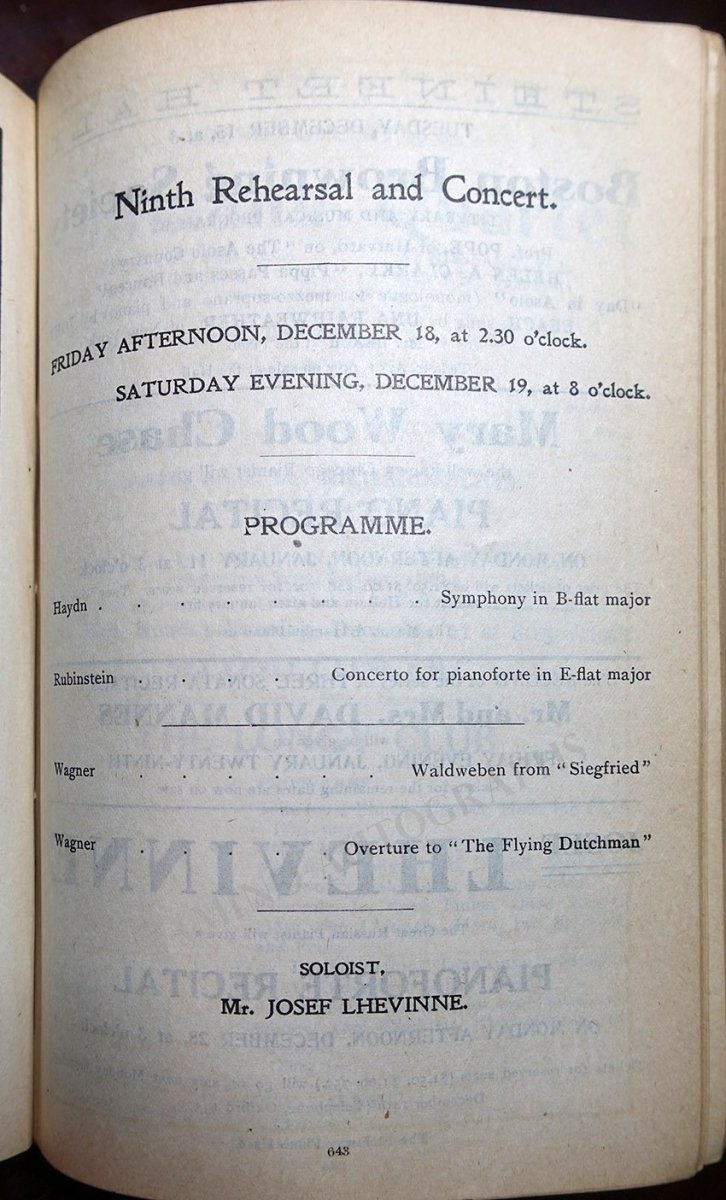 Ninth Rehearsal and Concert.
FRIDAY AFTERNOON, DECEMBER 18, at 2.30 o'clock.
SATURDAY EVENING, DECEMBER 19, at 8 o'clock.
PROGRAMME.
Haydn . . . . . . Symphony in B-flat major
Rubinstein . . . . Concerto for pianoforte in E-flat major
Wagner . . . . . . Waldweben from "Siegfried"
Wagner . . . . . Overture to "The Flying Dutchman"
SOLOIST,
Mr. JOSEF LHEVINNE.
643